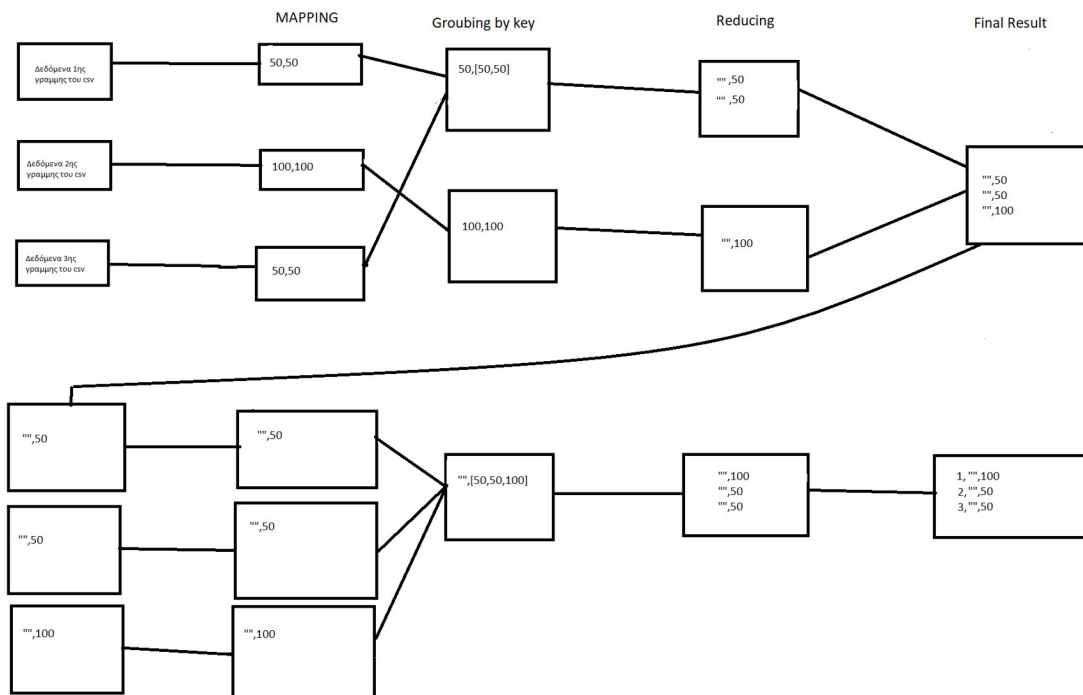 MAPPING
Groubing by key
Reducing
Final Result
Δεδόμενα 1ης
γραμμης του csv
50,50
50,[50,50]
"" ,50
"" ,50
Δεδόμενα 2ης
γραμμης του csv
100,100
100,100
"",100
"",50
"",50
"",100
Δεδόμενα 3ης
γραμμης του csv
50,50
"",50
"",50
"",[50,50,100]
"",100
"",50
"",50
1, "",100
2, "",50
3, "",50
"",50
"",50
"",100
"",100